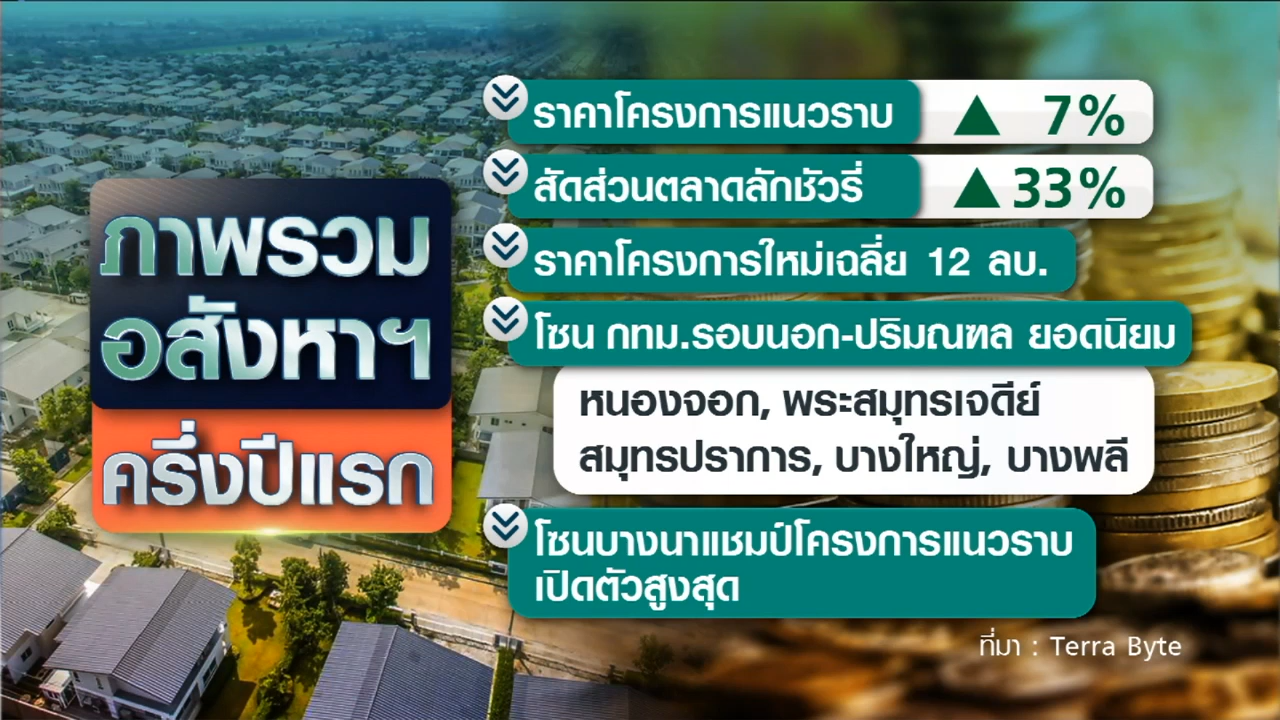 ภาพรวม
อสังหาฯ
ครึ่งปีแรก
ราคาโครงการแนวราบ ▲ 7%
สัดส่วนตลาดลักชัวรี่ ▲ 33%
ราคาโครงการใหม่เฉลี่ย 12 ลบ.
โซน กทม.รอบนอก-ปริมณฑล ยอดนิยม
หนองจอก, พระสมุทรเจดีย์
สมุทรปราการ, บางใหญ่, บางพลี
โซนบางนาแชมป์โครงการแนวราบ
เปิดตัวสูงสุด
ที่มา : Terra Byte